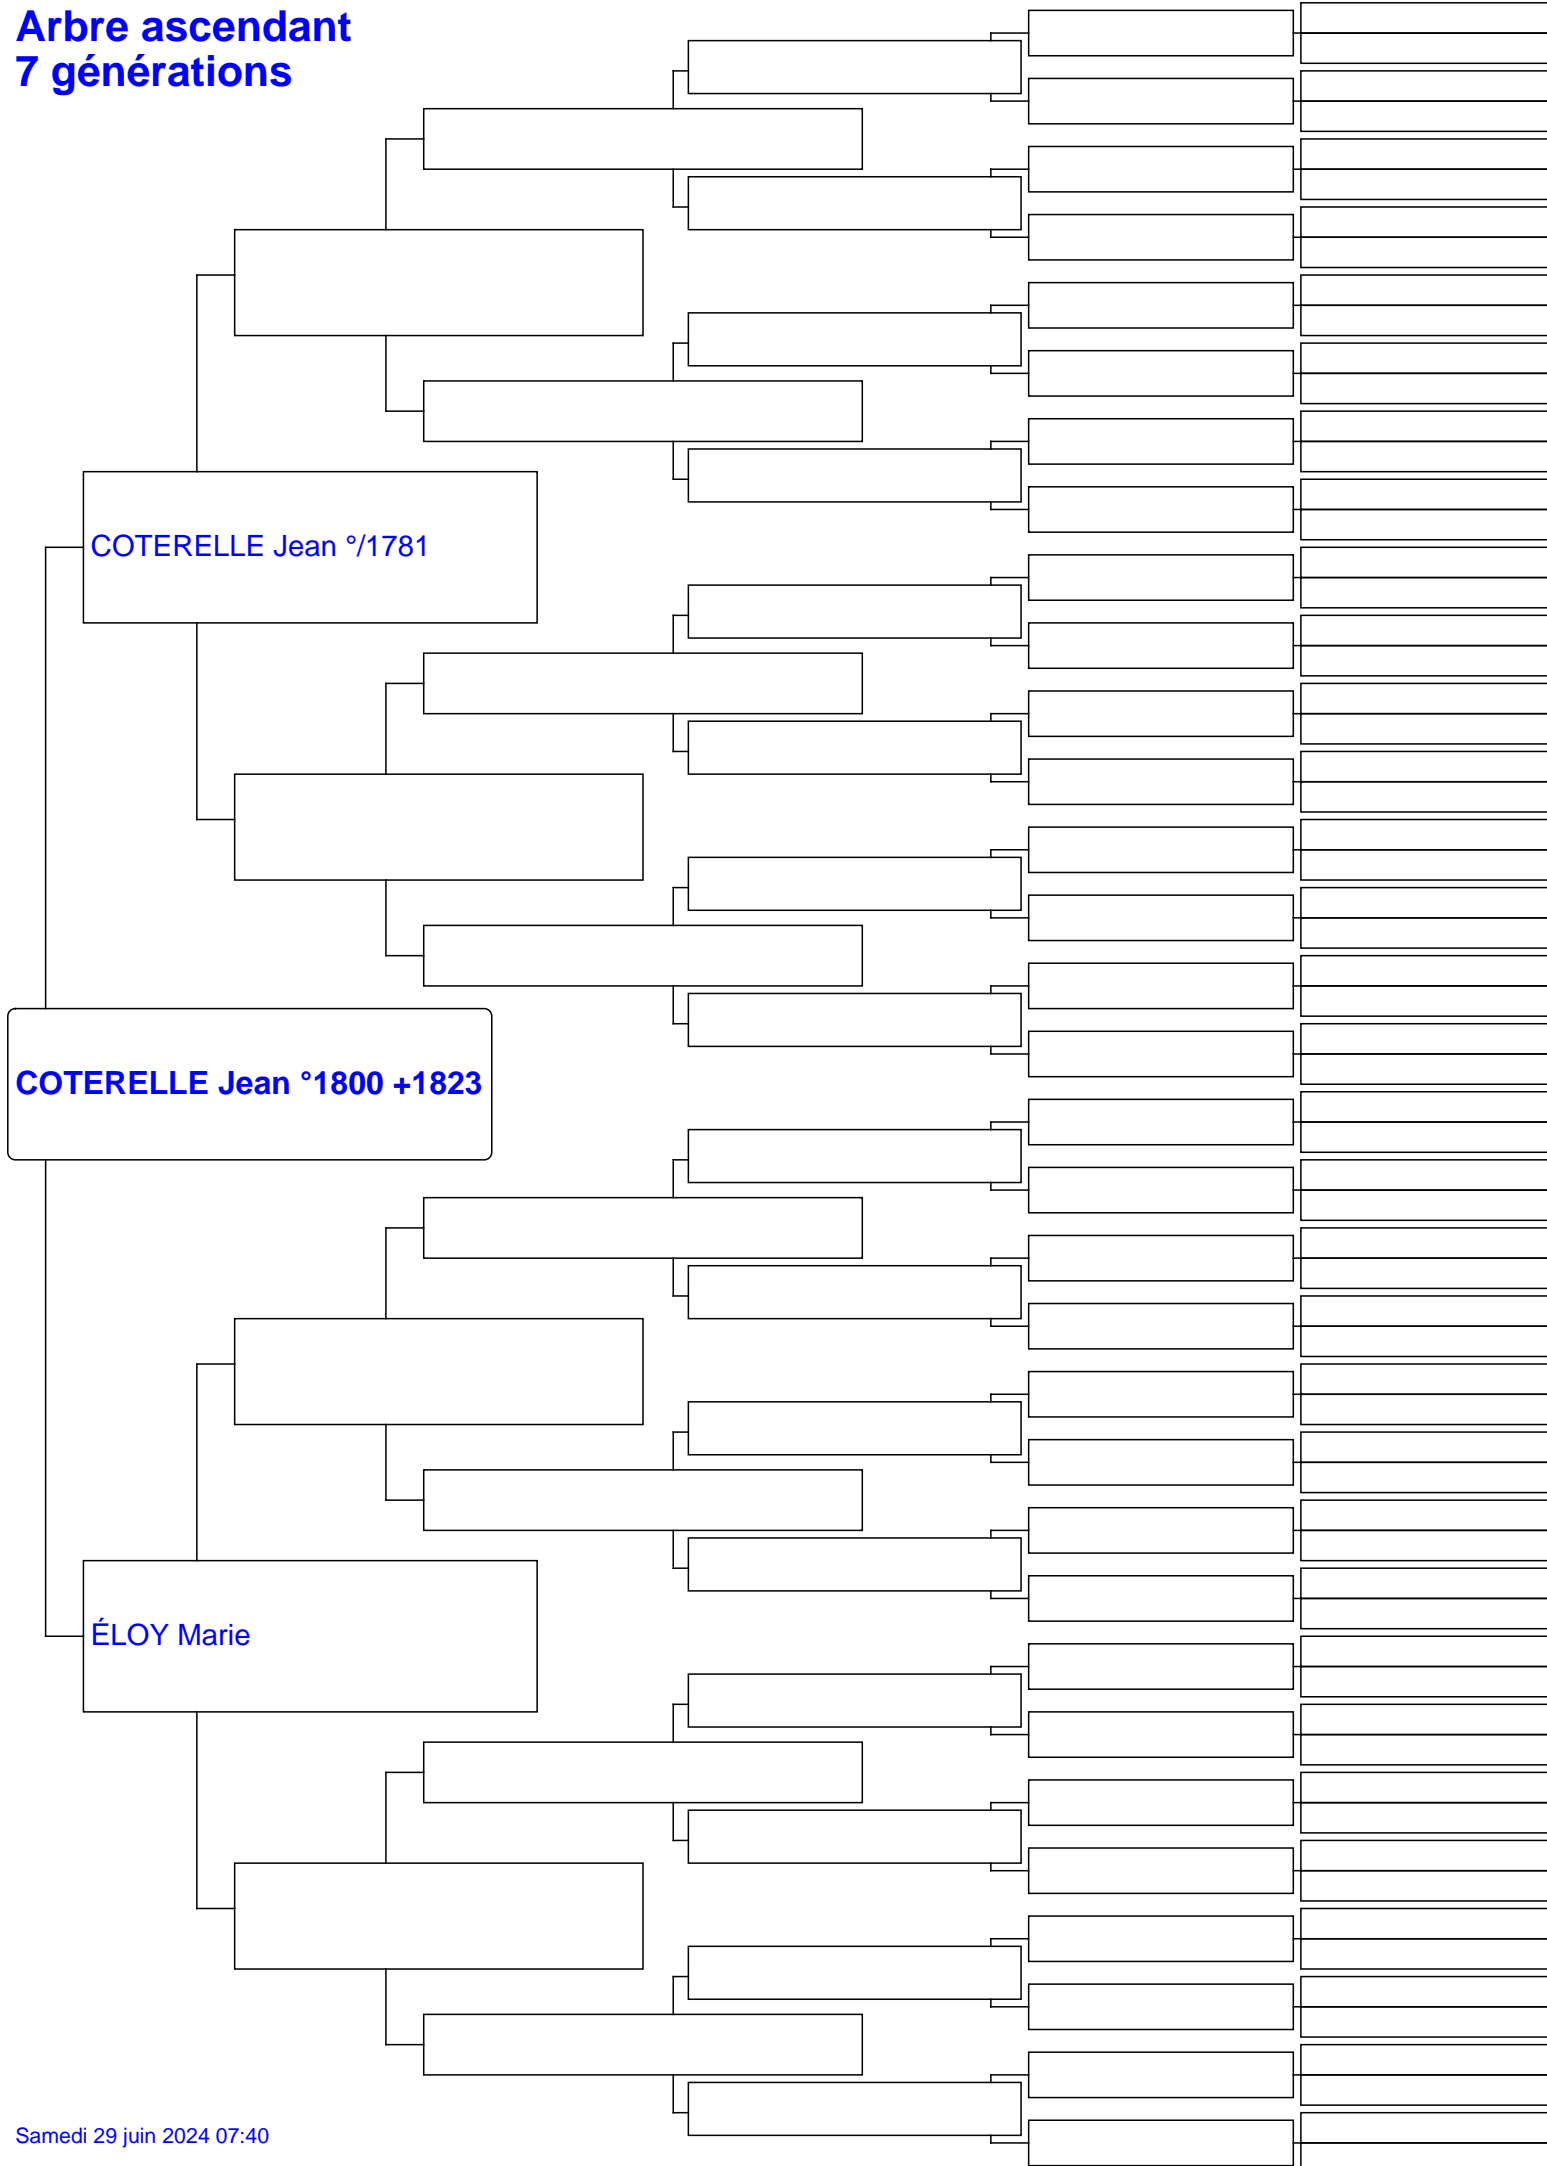 Arbre ascendant
7 générations
COTERELLE Jean °/1781
COTERELLE Jean °1800 +1823
ÉLOY Marie
Samedi 29 juin 2024 07:40